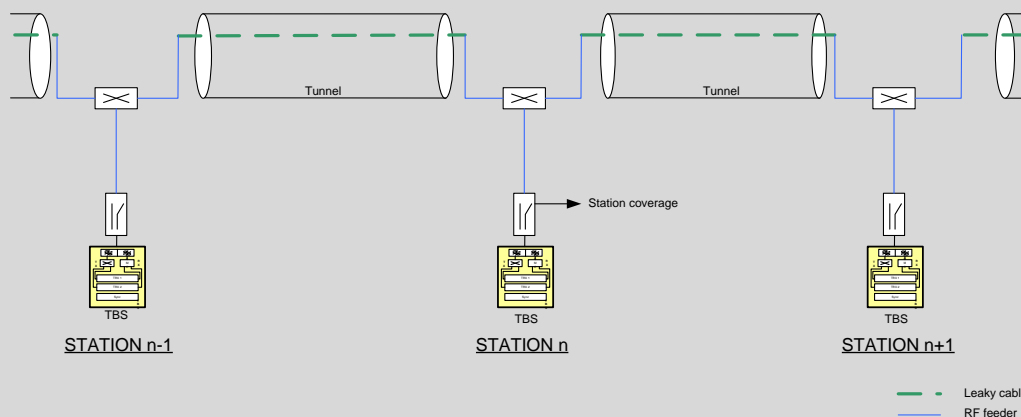 Tunnel
Tunnel
Station coverage
TBS
TBS
TBS
STATION n-1
STATION n
STATION n+1
Leaky cabl
RF feeder